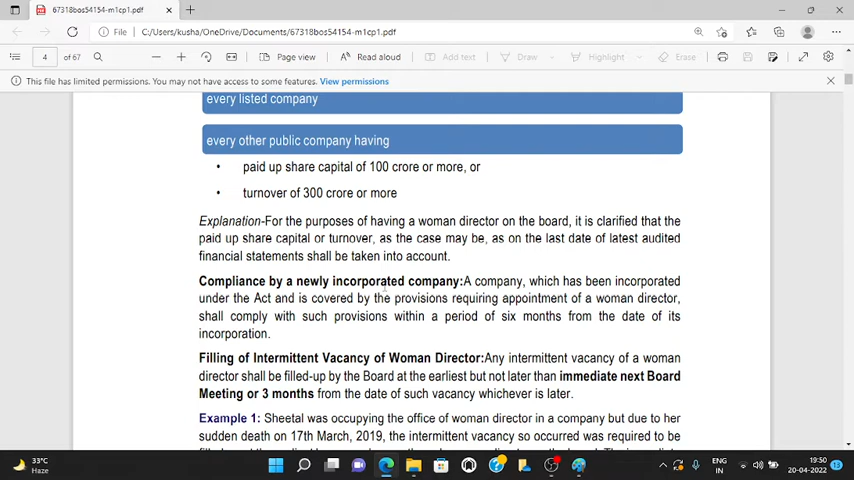 67318bos54154-m1cp1.pdf
File C:/Users/kusha/OneDrive/Documents/67318bos54154-m1cp1.pdf
4 of 67 Page view Read aloud Add text Draw Highlight Erase
This file has limited permissions. You may not have access to some features. View permissions
every listed company
every other public company having
• paid up share capital of 100 crore or more, or
• turnover of 300 crore or more
Explanation-For the purposes of having a woman director on the board, it is clarified that the
paid up share capital or turnover, as the case may be, as on the last date of latest audited
financial statements shall be taken into account.
Compliance by a newly incorporated company:A company, which has been incorporated
under the Act and is covered by the provisions requiring appointment of a woman director,
shall comply with such provisions within a period of six months from the date of its
incorporation.
Filling of Intermittent Vacancy of Woman Director:Any intermittent vacancy of a woman
director shall be filled-up by the Board at the earliest but not later than immediate next Board
Meeting or 3 months from the date of such vacancy whichever is later.
Example 1: Sheetal was occupying the office of woman director in a company but due to her
sudden death on 17th March, 2019, the intermittent vacancy so occurred was required to be
33°C
Haze
ENG
IN
19:50
20-04-2022